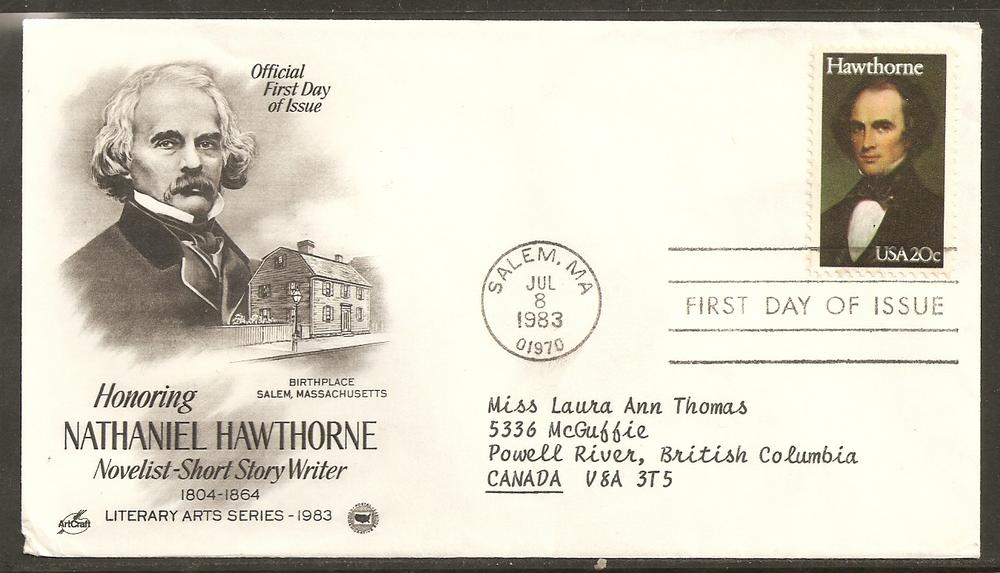 Official
First Day
of Issue
Hawthorne
USA 20c
SALEM, MA
JUL
8
1983
01970
FIRST DAY OF ISSUE
BIRTHPLACE
SALEM, MASSACHUSETTS
Honoring
NATHANIEL HAWTHORNE
Novelist-Short Story Writer
1804-1864
LITERARY ARTS SERIES - 1983
ArtCraft
Miss Laura Ann Thomas
5336 McGuffie
Powell River, British Columbia
CANADA V8A 3T5